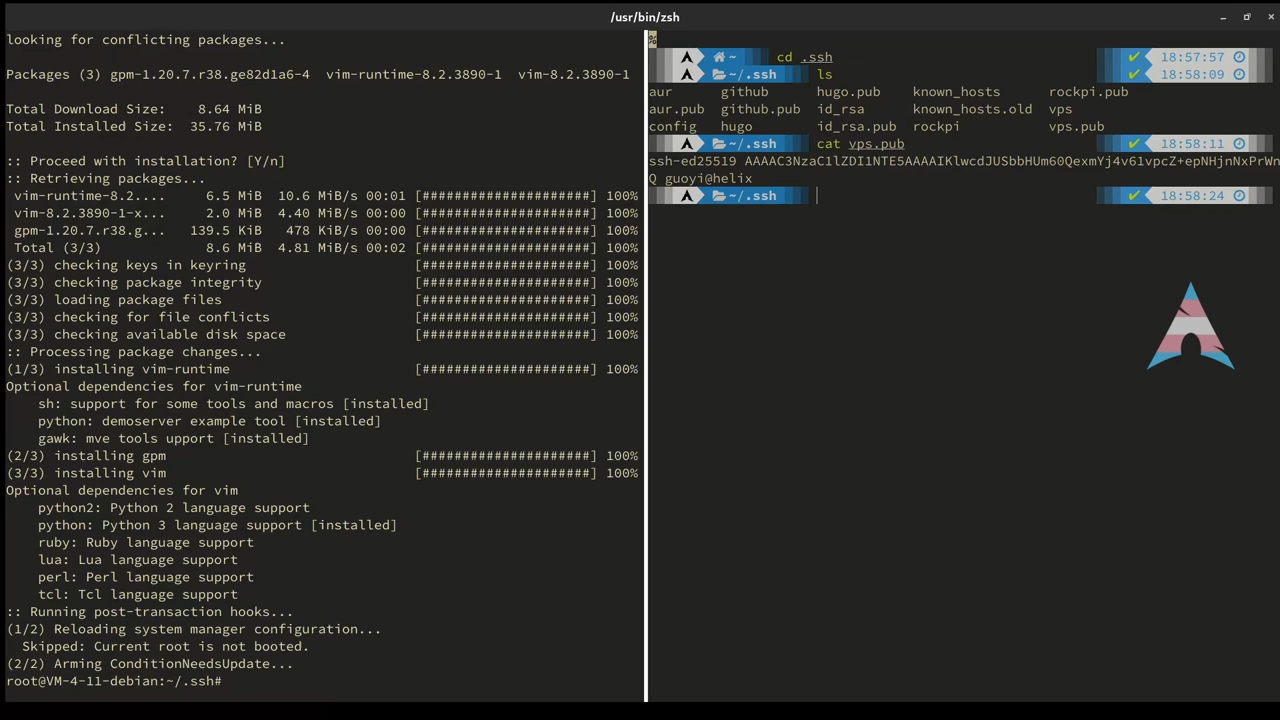 /usr/bin/zsh
looking for conflicting packages...
Packages (3) gpm-1.20.7.r38.ge82d1a6-4  vim-runtime-8.2.3890-1  vim-8.2.3890-1
Total Download Size:  8.64 MiB
Total Installed Size:  35.76 MiB
:: Proceed with installation? [Y/n]
:: Retrieving packages...
vim-runtime-8.2....  6.5 MiB  10.6 MiB/s 00:01 [#####################] 100%
vim-8.2.3890-1-x...  2.0 MiB  4.40 MiB/s 00:00 [#####################] 100%
gpm-1.20.7.r38.g...  139.5 KiB  478 KiB/s 00:00 [#####################] 100%
Total (3/3)  8.6 MiB  4.81 MiB/s 00:02 [#####################] 100%
(3/3) checking keys in keyring [#####################] 100%
(3/3) checking package integrity [#####################] 100%
(3/3) loading package files [#####################] 100%
(3/3) checking for file conflicts [#####################] 100%
(3/3) checking available disk space [#####################] 100%
:: Processing package changes...
(1/3) installing vim-runtime [#####################] 100%
Optional dependencies for vim-runtime
sh: support for some tools and macros [installed]
python: demoserver example tool [installed]
gawk: mve tools upport [installed]
(2/3) installing gpm [#####################] 100%
(3/3) installing vim [#####################] 100%
Optional dependencies for vim
python2: Python 2 language support
python: Python 3 language support [installed]
ruby: Ruby language support
lua: Lua language support
perl: Perl language support
tcl: Tcl language support
:: Running post-transaction hooks...
(1/2) Reloading system manager configuration...
Skipped: Current root is not booted.
(2/2) Arming ConditionNeedsUpdate...
root@VM-4-11-debian:~/.ssh#
%
~ cd .ssh 18:57:57
~/.ssh ls 18:58:09
aur github hugo.pub known_hosts rockpi.pub
aur.pub github.pub id_rsa known_hosts.old vps
config hugo id_rsa.pub rockpi vps.pub
~/.ssh cat vps.pub 18:58:11
ssh-ed25519 AAAAC3NzaC1lZDI1NTE5AAAAIKlwcdJUSbbHUm60QexmYj4v61vpcZ+epNHjnNxPrWn
Q guoyi@helix
~/.ssh 18:58:24